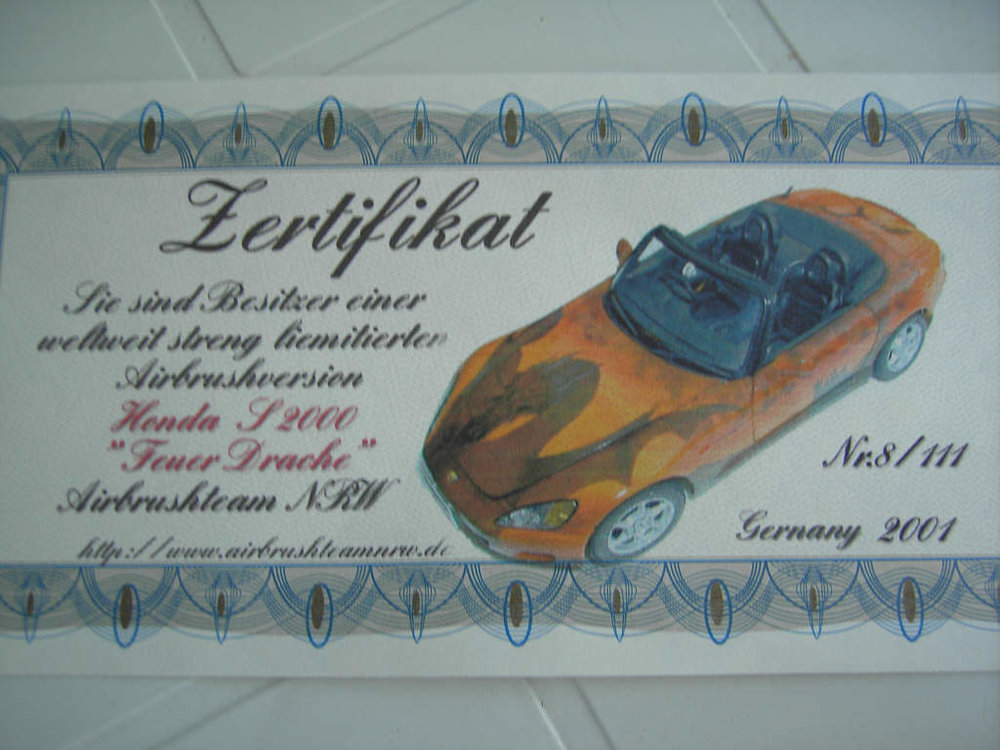 Zertifikat
Sie sind Besitzer einer
weltweit streng liemitierten
Airbrushversion
Honda S2000
"Feuer Drache"
Airbrushteam NRW
http://www.airbrushteamnrw.de
Nr.8/111
Gernany 2001